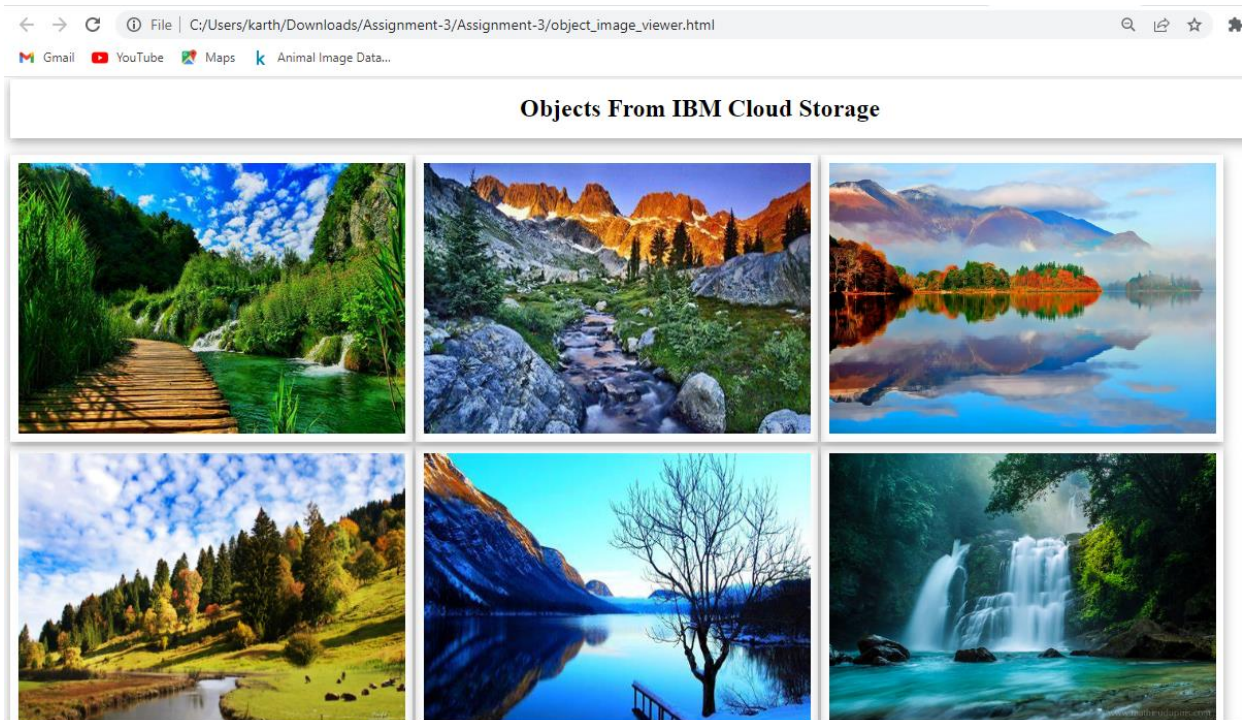 File | C:/Users/karth/Downloads/Assignment-3/Assignment-3/object_image_viewer.html
Gmail YouTube Maps k Animal Image Data...
Objects From IBM Cloud Storage